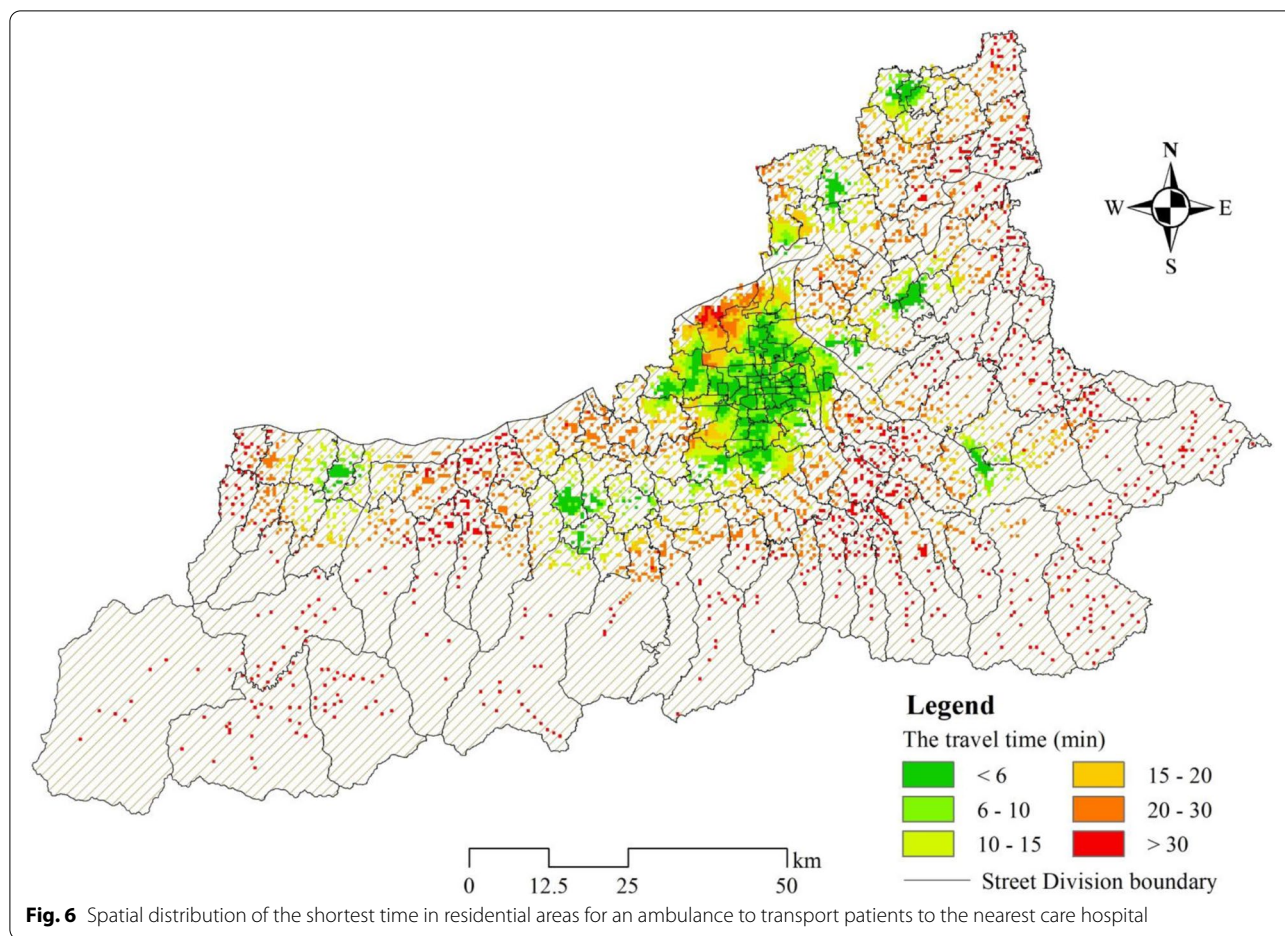 N
W E
S
Legend
The travel time (min)
< 6 15 - 20
6 - 10 20 - 30
10 - 15 > 30
Street Division boundary
km
0 12.5 25 50
Fig. 6 Spatial distribution of the shortest time in residential areas for an ambulance to transport patients to the nearest care hospital